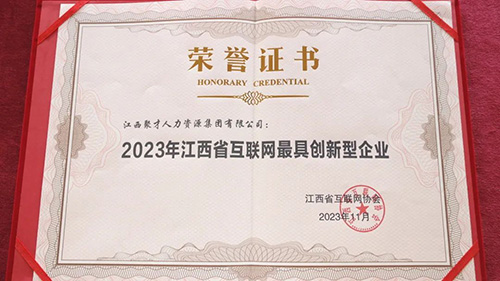 荣誉证书
HONORARY CREDENTIAL
江西聚才人力资源集团有限公司：
2023年江西省互联网最具创新型企业
江西省互联网协会
2023年11月